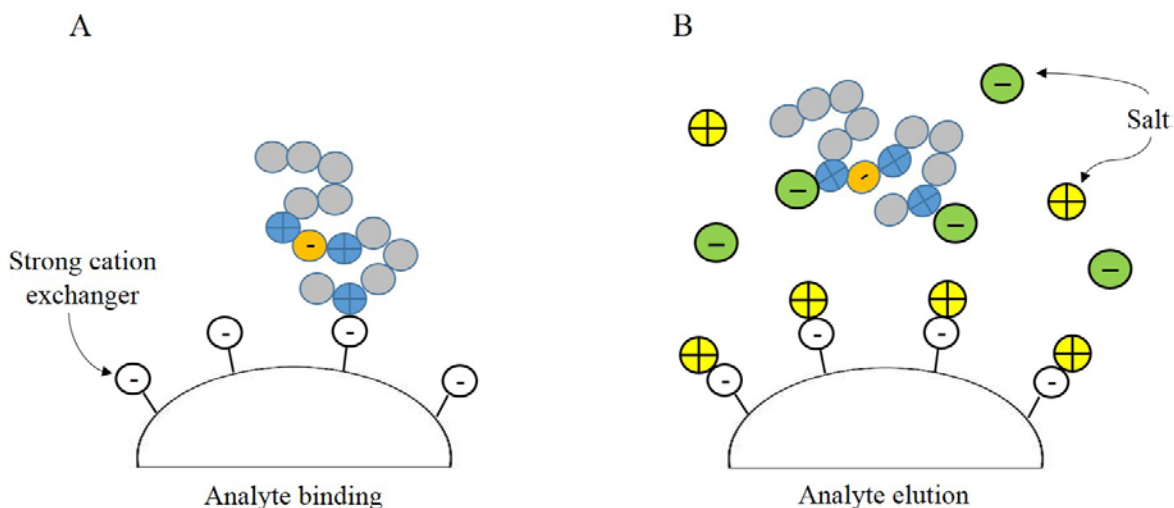 A
B
Salt
Strong cation
exchanger
Analyte binding
Analyte elution